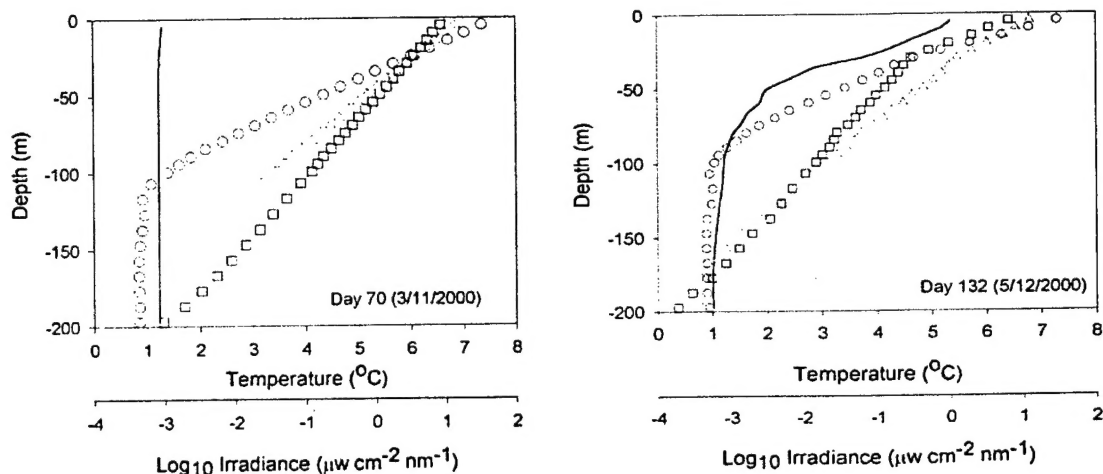 0
-50
-100
-150
-200
Depth (m)
Day 70 (3/11/2000)
0 1 2 3 4 5 6 7 8
Temperature (°C)
-4 -3 -2 -1 0 1 2
Log10 Irradiance (µw cm-2 nm-1)
0
-50
-100
-150
-200
Depth (m)
Day 132 (5/12/2000)
0 1 2 3 4 5 6 7 8
Temperature (°C)
-4 -3 -2 -1 0 1 2
Log10 Irradiance (µw cm-2 nm-1)